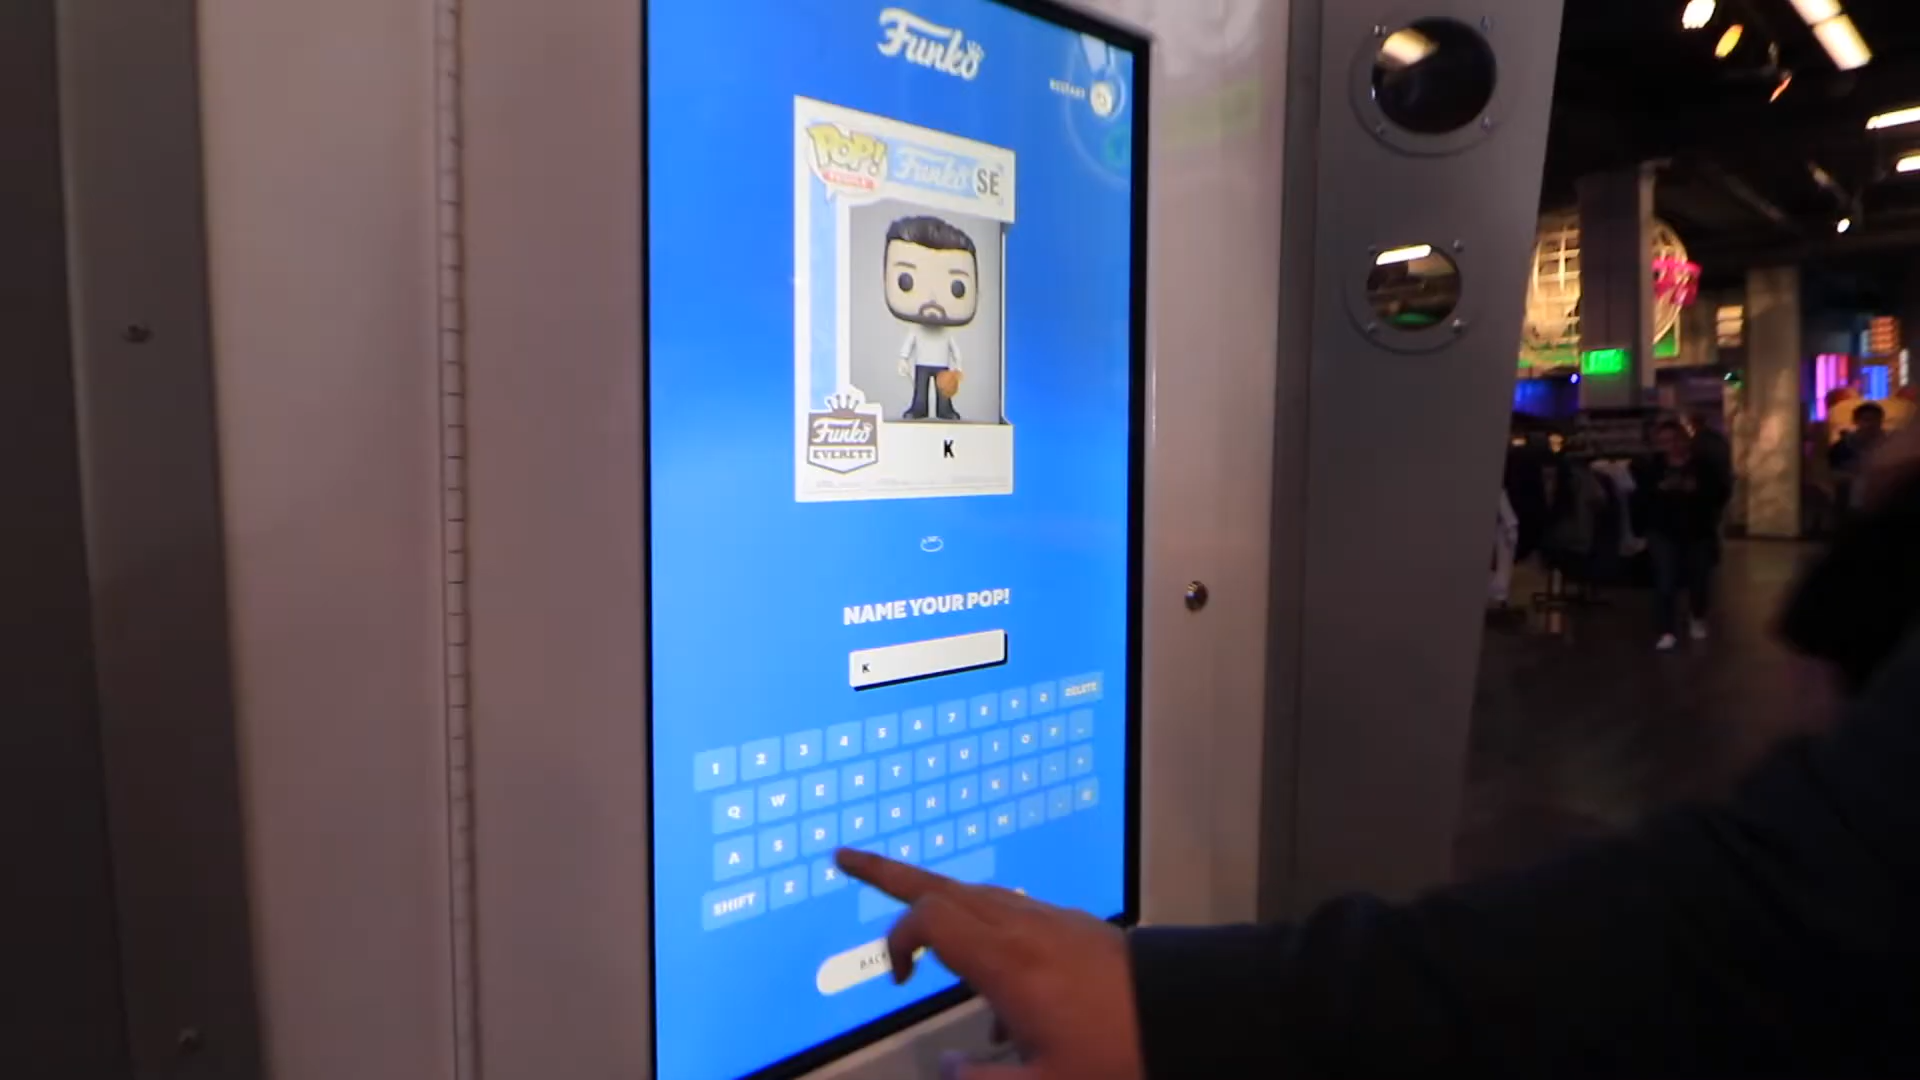 Funko
RESTART
POP!
Funko
SE
Funko
EVERETT
K
NAME YOUR POP!
K
1 2 3 4 5 6 7 8 9 0 DELETE
Q W E R T Y U I O P -
A S D F G H J K L
SHIFT Z X V B N M
BACK